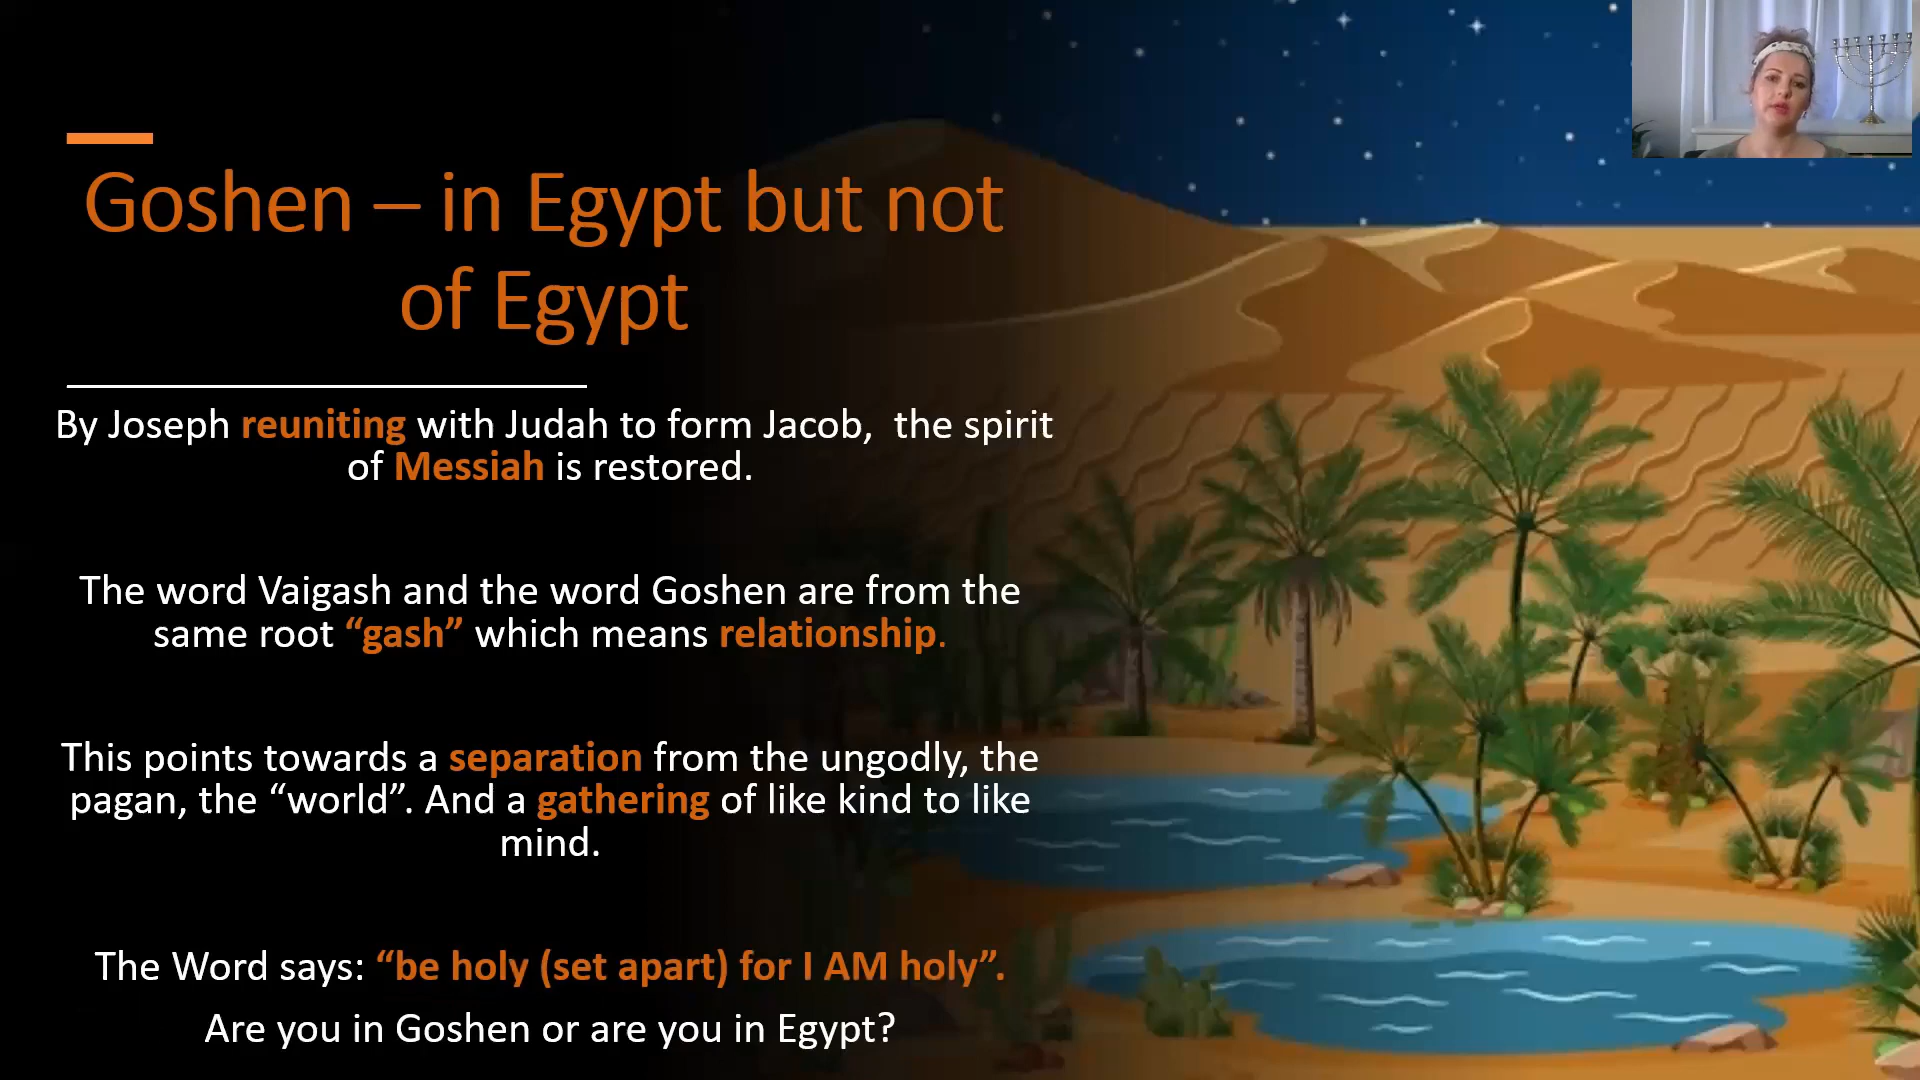 Goshen – in Egypt but not
of Egypt
By Joseph reuniting with Judah to form Jacob,  the spirit
of Messiah is restored.
The word Vaigash and the word Goshen are from the
same root “gash” which means relationship.
This points towards a separation from the ungodly, the
pagan, the “world”. And a gathering of like kind to like
mind.
The Word says: “be holy (set apart) for I AM holy”.
Are you in Goshen or are you in Egypt?